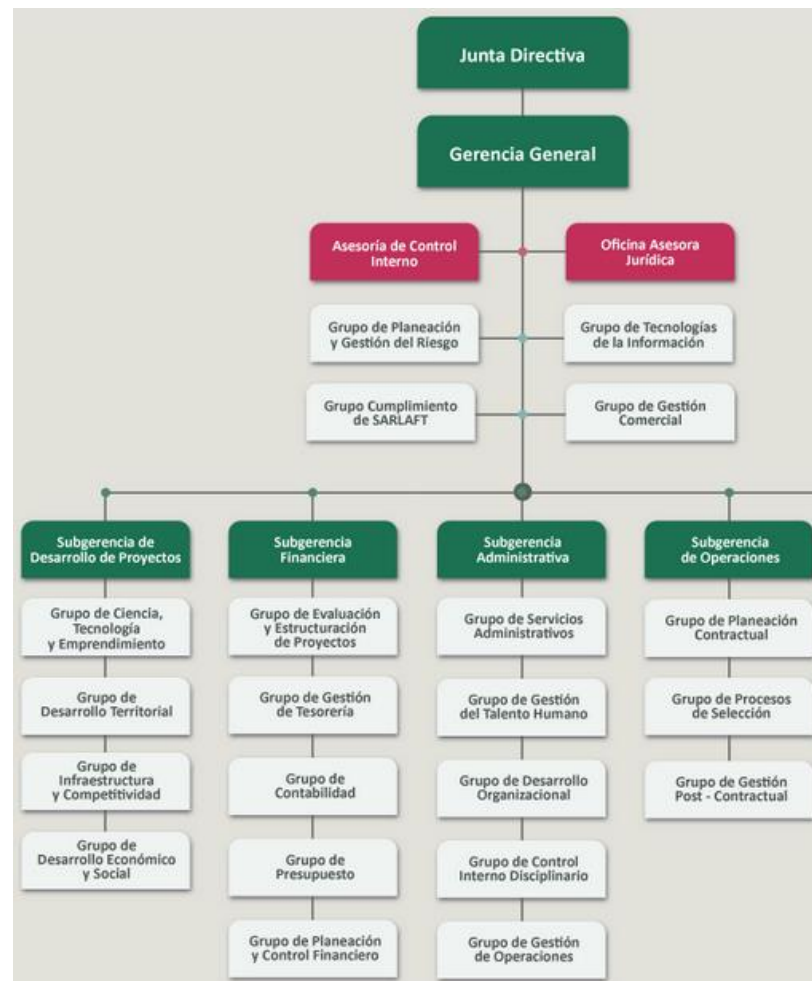 Junta Directiva
Gerencia General
Asesoría de Control
Interno
Oficina Asesora
Jurídica
Grupo de Planeación
y Gestión del Riesgo
Grupo de Tecnologías
de la Información
Grupo Cumplimiento
de SARLAFT
Grupo de Gestión
Comercial
Subgerencia de
Desarrollo de Proyectos
Grupo de Ciencia,
Tecnología
y Emprendimiento
Grupo de
Desarrollo Territorial
Grupo de
Infraestructura
y Competitividad
Grupo de
Desarrollo Económico
y Social
Subgerencia
Financiera
Grupo de Evaluación
y Estructuración
de Proyectos
Grupo de Gestión
de Tesorería
Grupo de
Contabilidad
Grupo de
Presupuesto
Grupo de Planeación
y Control Financiero
Subgerencia
Administrativa
Grupo de Servicios
Administrativos
Grupo de Gestión
del Talento Humano
Grupo de Desarrollo
Organizacional
Grupo de Control
Interno Disciplinario
Grupo de Gestión
de Operaciones
Subgerencia
de Operaciones
Grupo de Planeación
Contractual
Grupo de Procesos
de Selección
Grupo de Gestión
Post - Contractual